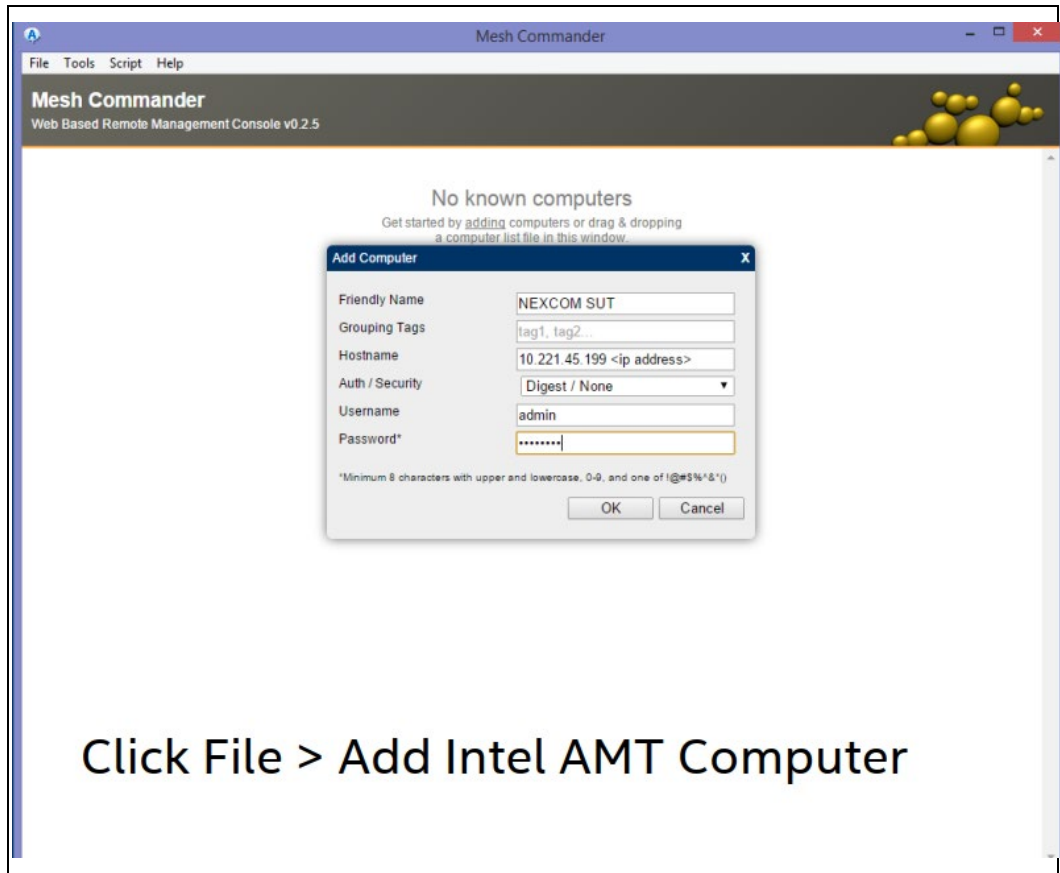 Mesh Commander
File Tools Script Help
Mesh Commander
Web Based Remote Management Console v0.2.5
No known computers
Get started by adding computers or drag & dropping
a computer list file in this window.
Add Computer X
Friendly Name NEXCOM SUT
Grouping Tags tag1, tag2...
Hostname 10.221.45.199 <ip address>
Auth / Security Digest / None
Username admin
Password* ••••••••
*Minimum 8 characters with upper and lowercase, 0-9, and one of !@#$%^&*()
OK Cancel
Click File > Add Intel AMT Computer